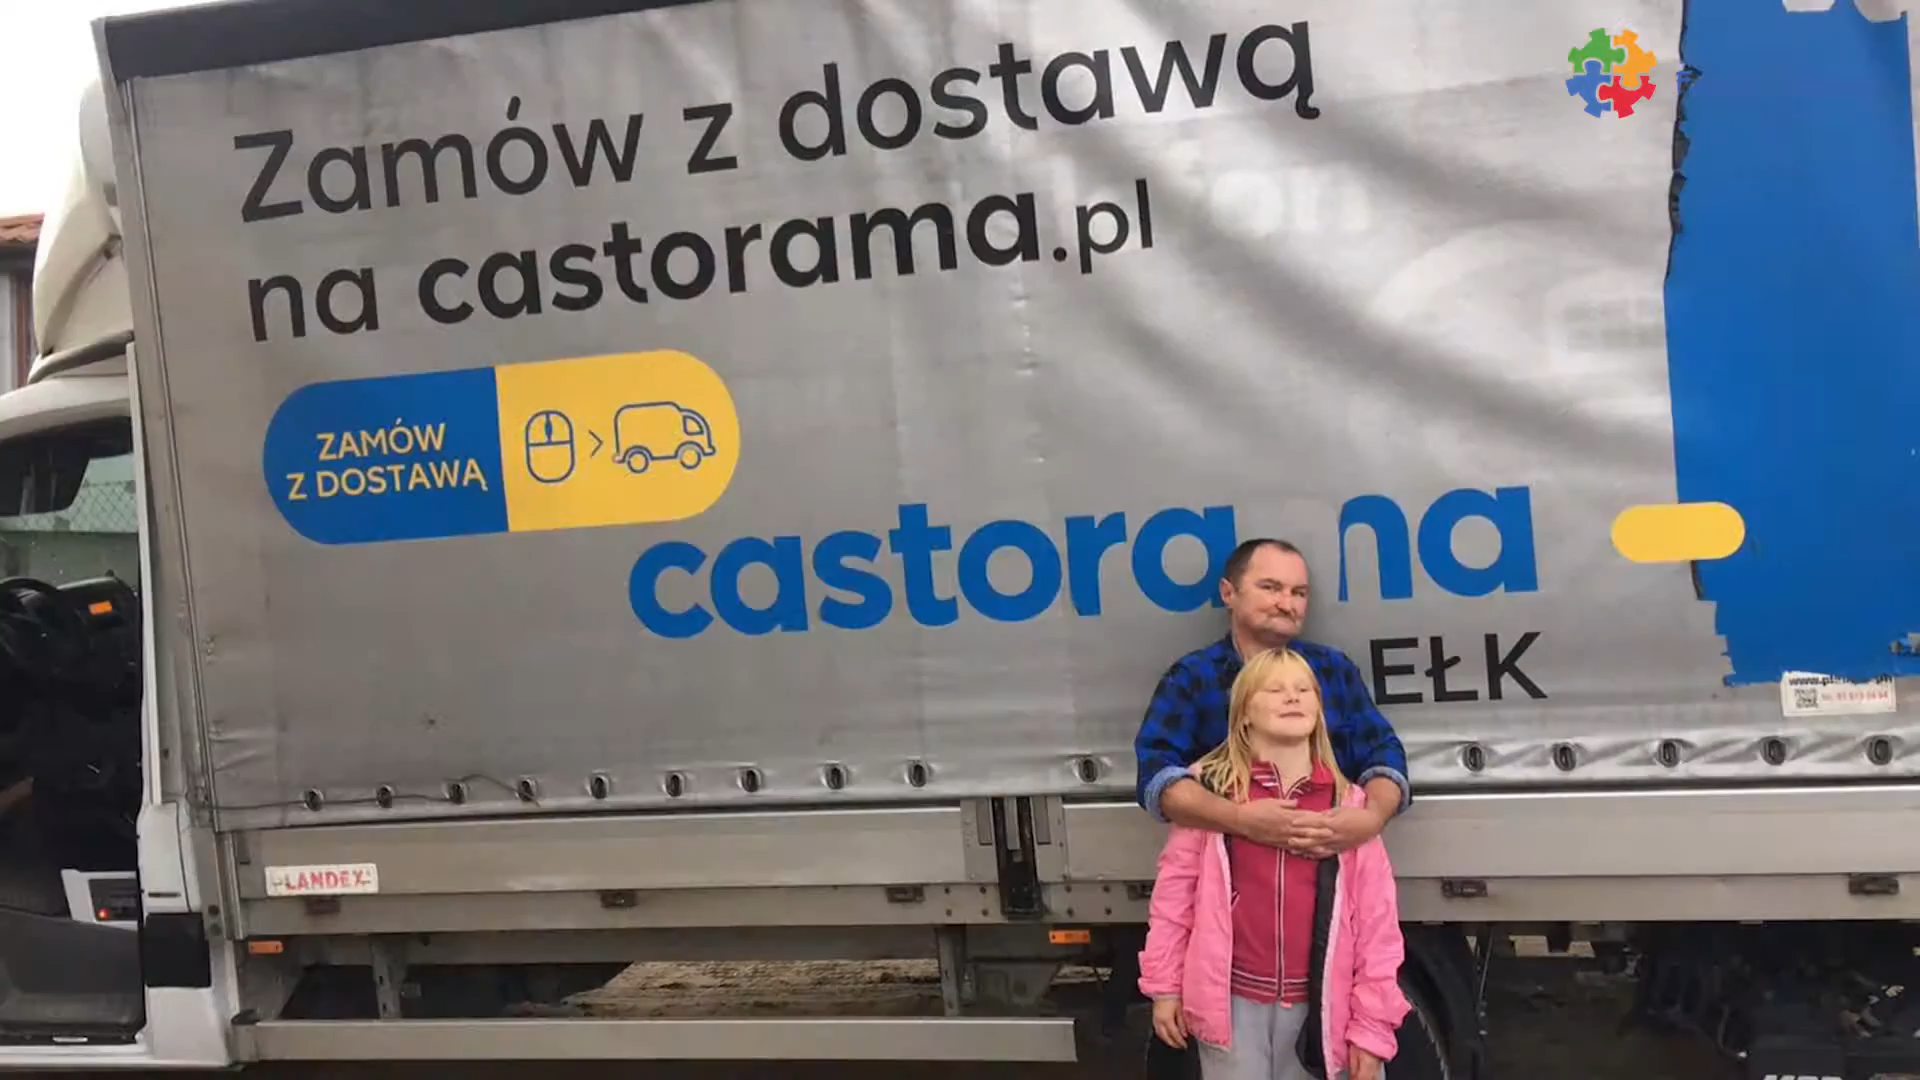 Zamów z dostawą
na castorama.pl
ZAMÓW
Z DOSTAWĄ
castorama
EŁK
LANDEX